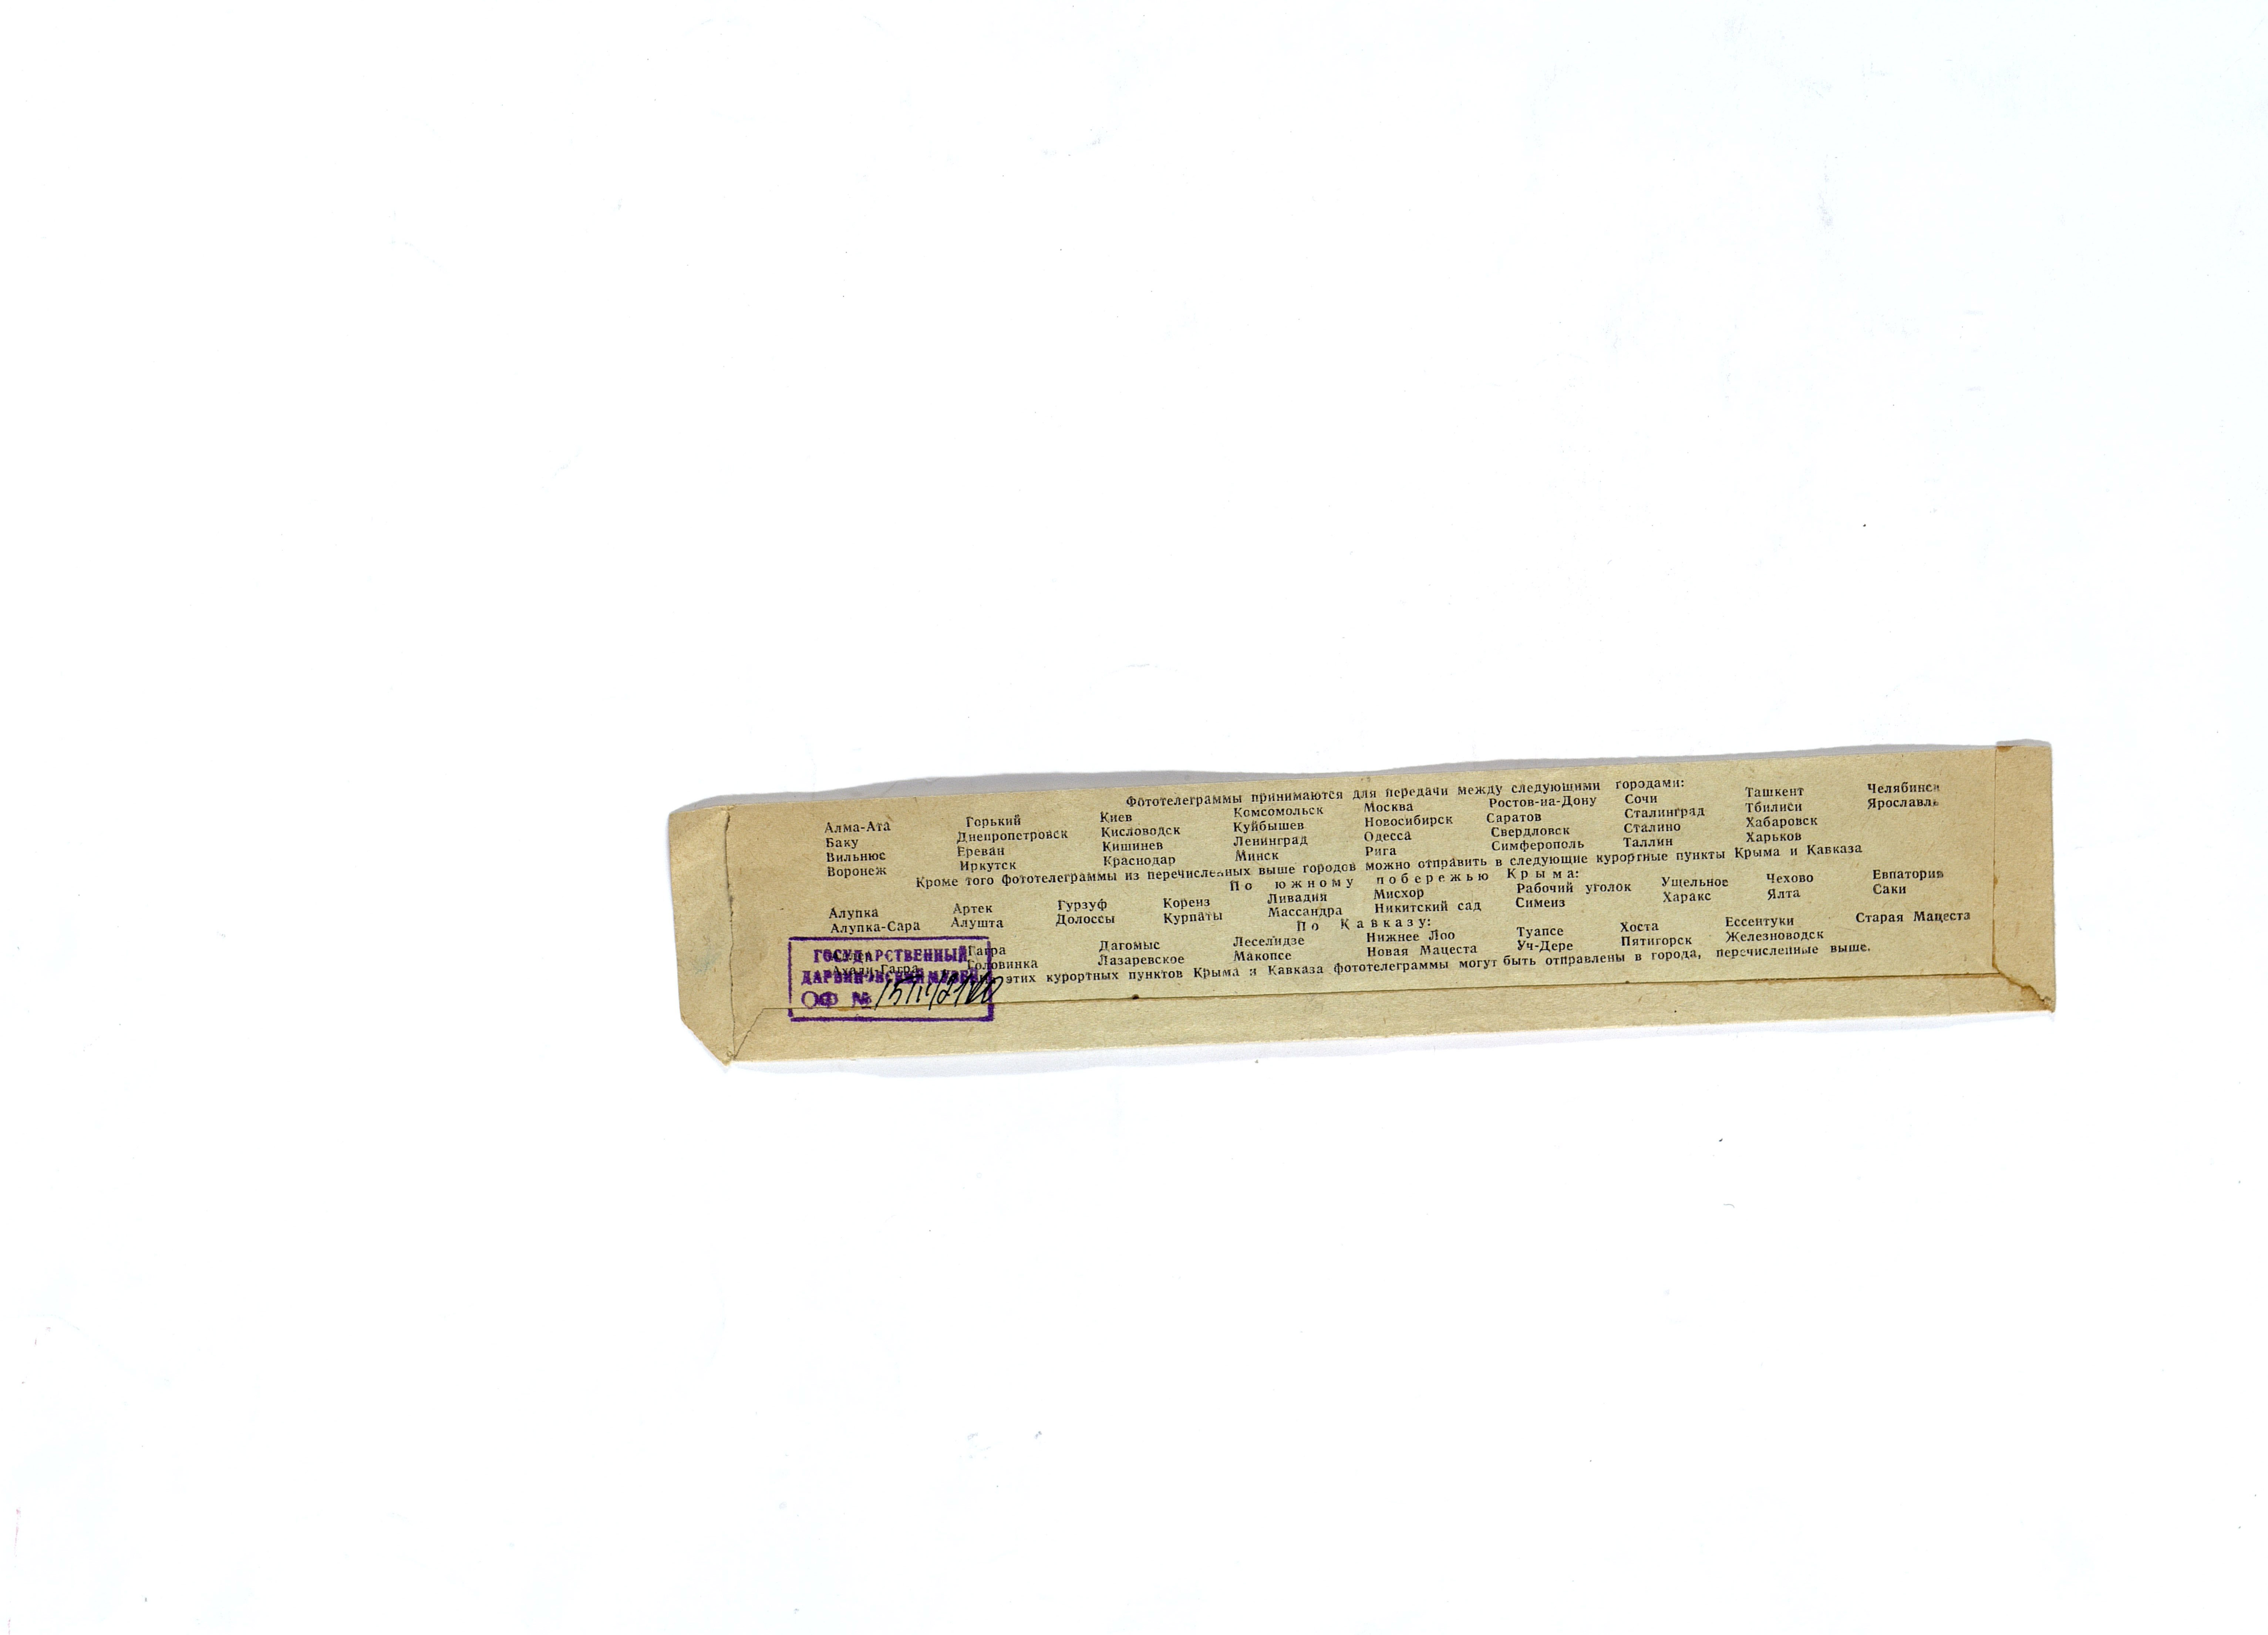 Фототелеграммы принимаются для передачи между следующими городами:
Алма-Ата Горький Киев Комсомольск Москва Ростов-на-Дону Сочи Ташкент Челябинск
Баку Днепропетровск Кисловодск Куйбышев Новосибирск Саратов Сталинград Тбилиси Ярославль
Вильнюс Ереван Кишинев Ленинград Одесса Свердловск Сталино Хабаровск
Воронеж Иркутск Краснодар Минск Рига Симферополь Таллин Харьков
Кроме того фототелеграммы из перечисленных выше городов можно отправить в следующие курортные пункты Крыма и Кавказа
По южному побережью Крыма:
Алупка Артек Гурзуф Кореиз Ливадия Мисхор Рабочий уголок Ущельное Чехово Евпатория
Алупка-Сара Алушта Долоссы Курпаты Массандра Никитский сад Симеиз Харакс Ялта Саки
По Кавказу:
Гагра Дагомыс Леселидзе Нижнее Лоо Туапсе Хоста Ессентуки Старая Мацеста
Ахали-Гагра Головинка Лазаревское Макопсе Новая Мацеста Уч-Дере Пятигорск Железноводск
этих курортных пунктов Крыма и Кавказа фототелеграммы могут быть отправлены в города, перечисленные выше.
ГОСУДАРСТВЕННЫЙ
ДАРВИНОВСКИЙ МУЗЕЙ
ОФ №